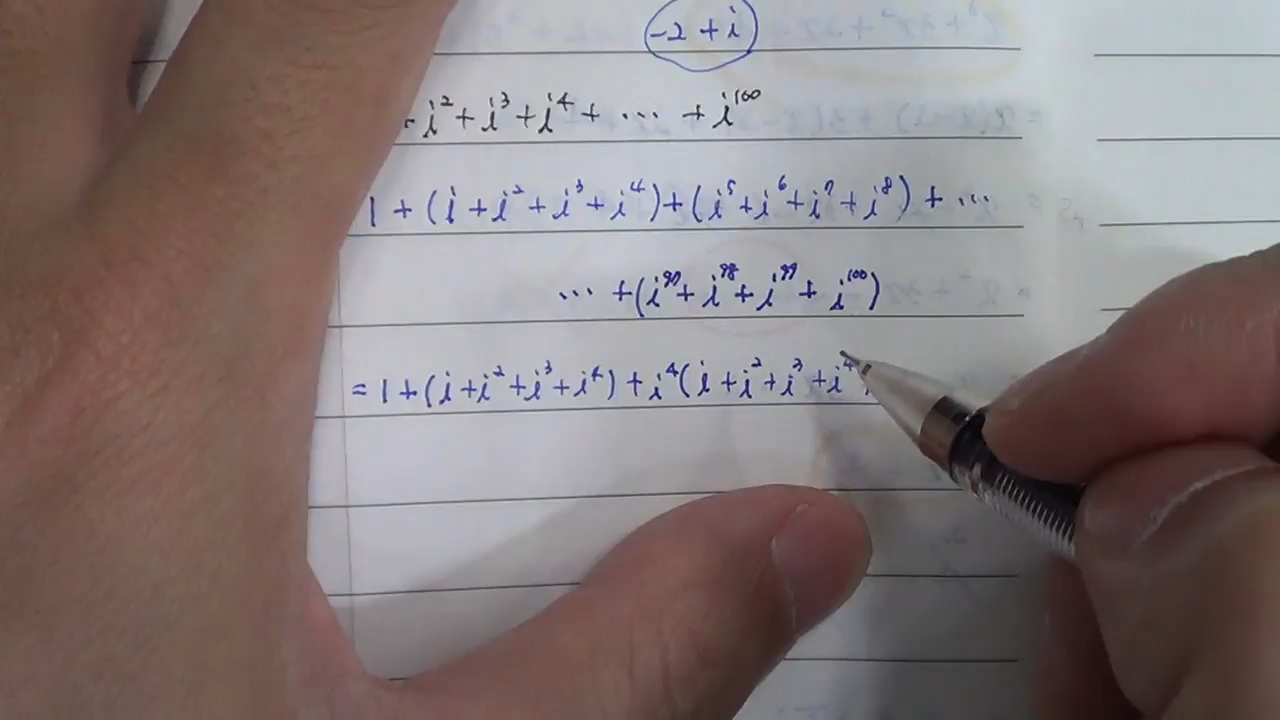 -2 + i
+ i² + i³ + i⁴ + ... + i¹⁰⁰
1 + (i + i² + i³ + i⁴) + (i⁵ + i⁶ + i⁷ + i⁸) + ...
... + (i⁹⁷ + i⁹⁸ + i⁹⁹ + i¹⁰⁰)
= 1 + (i + i² + i³ + i⁴) + i⁴(i + i² + i³ + i⁴